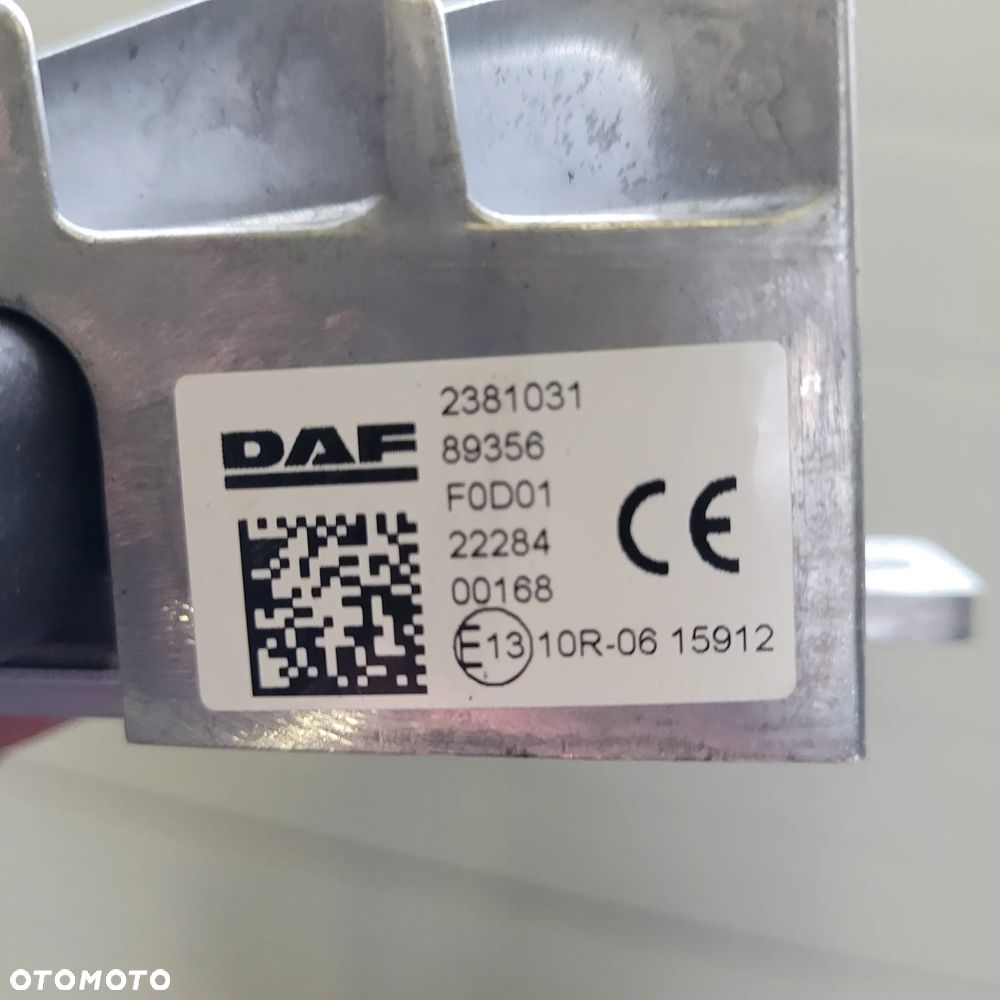 DAF
2381031
89356
F0D01
22284
00168
CE
E13 10R-06 15912
OTOMOTO